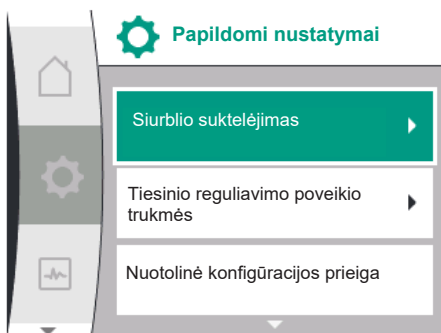 Papildomi nustatymai
Siurblio suktelėjimas
Tiesinio reguliavimo poveikio
trukmės
Nuotolinė konfigūracijos prieiga